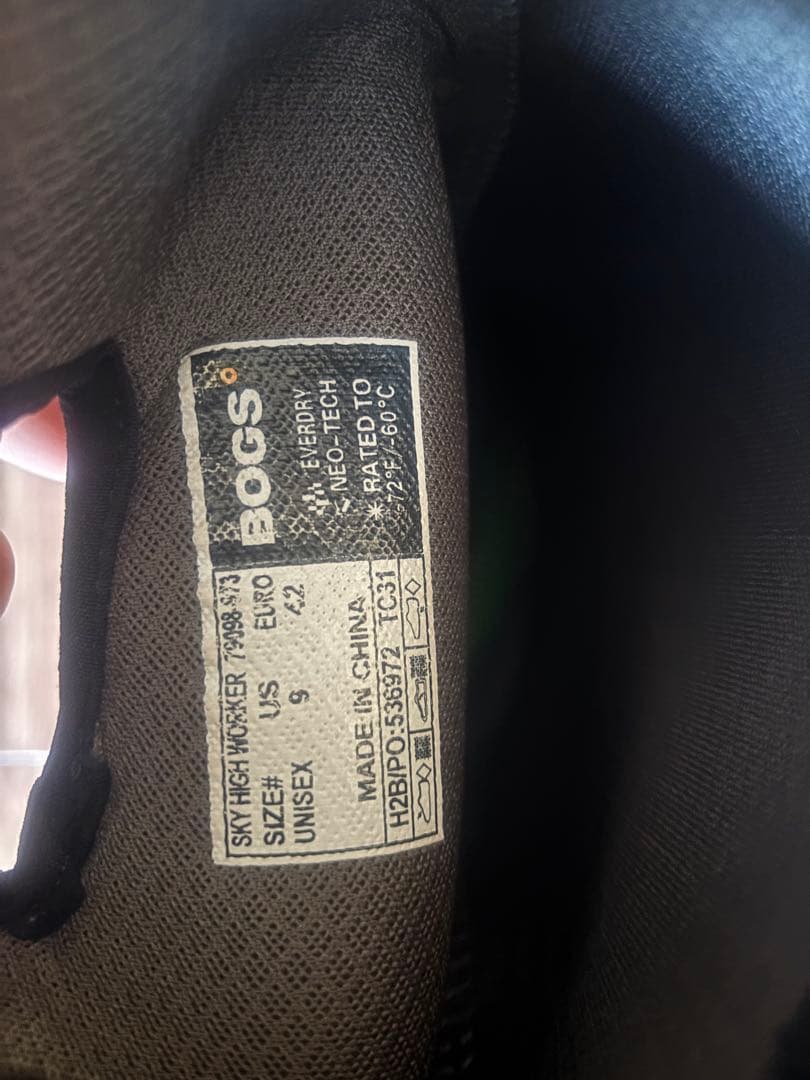 BOGS
EVERDRY
NEO-TECH
RATED TO
-72°F/-60°C
SKY HIGH WORKER 79098-973
SIZE# US EURO
UNISEX 9 42
MADE IN CHINA
H2B/PO:536972 TC31